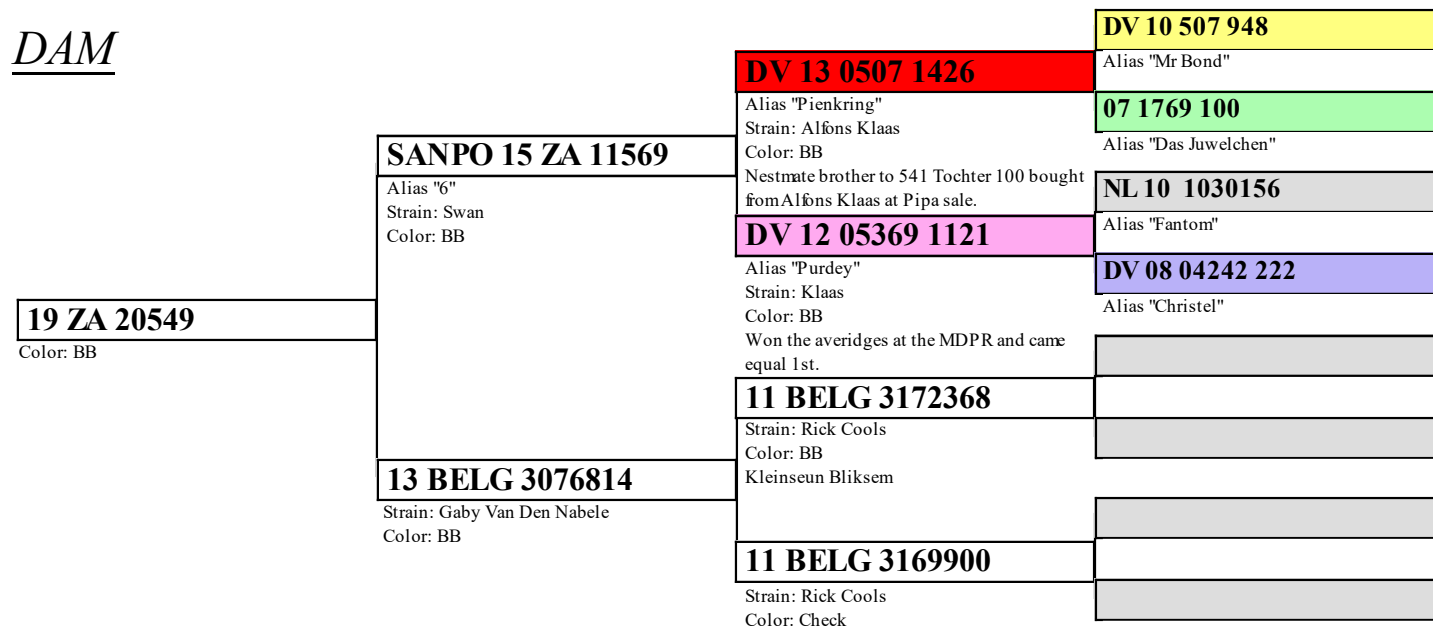 DAM
19 ZA 20549
Color: BB
SANPO 15 ZA 11569
Alias "6"
Strain: Swan
Color: BB
13 BELG 3076814
Strain: Gaby Van Den Nabele
Color: BB
DV 13 0507 1426
Alias "Pienkring"
Strain: Alfons Klaas
Color: BB
Nestmate brother to 541 Tochter 100 bought
from Alfons Klaas at Pipa sale.
DV 12 05369 1121
Alias "Purdey"
Strain: Klaas
Color: BB
Won the averidges at the MDPR and came
equal 1st.
11 BELG 3172368
Strain: Rick Cools
Color: BB
Kleinseun Bliksem
11 BELG 3169900
Strain: Rick Cools
Color: Check
DV 10 507 948
Alias "Mr Bond"
07 1769 100
Alias "Das Juwelchen"
NL 10 1030156
Alias "Fantom"
DV 08 04242 222
Alias "Christel"